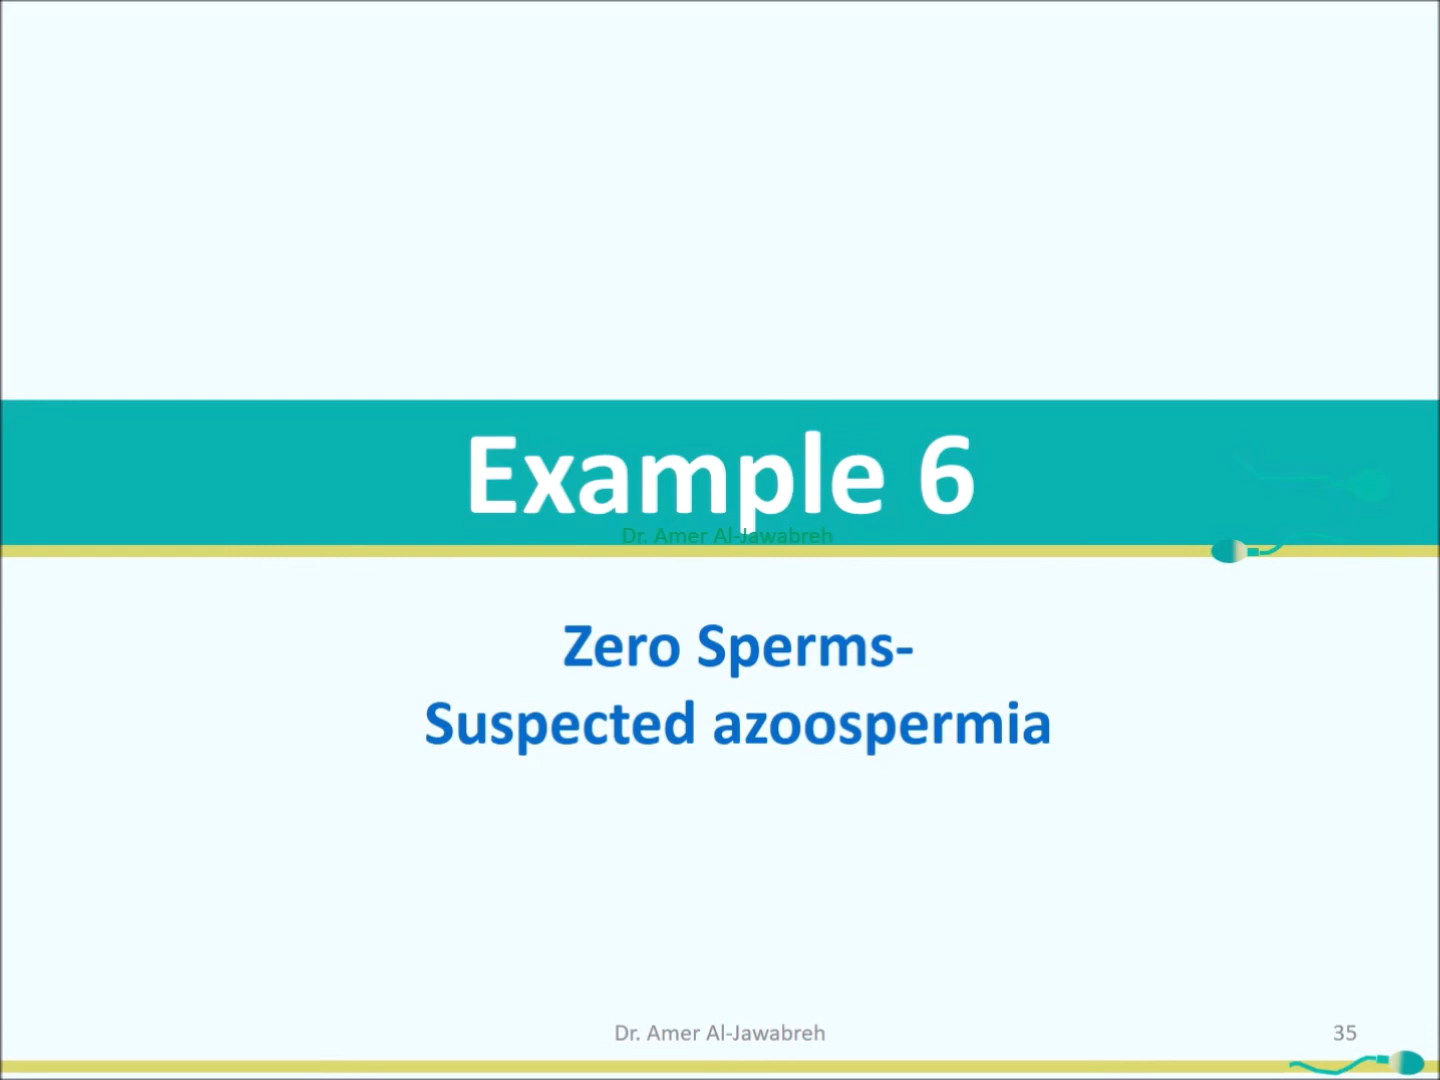 Example 6
Dr. Amer Al-Jawabreh
Zero Sperms-
Suspected azoospermia
Dr. Amer Al-Jawabreh
35